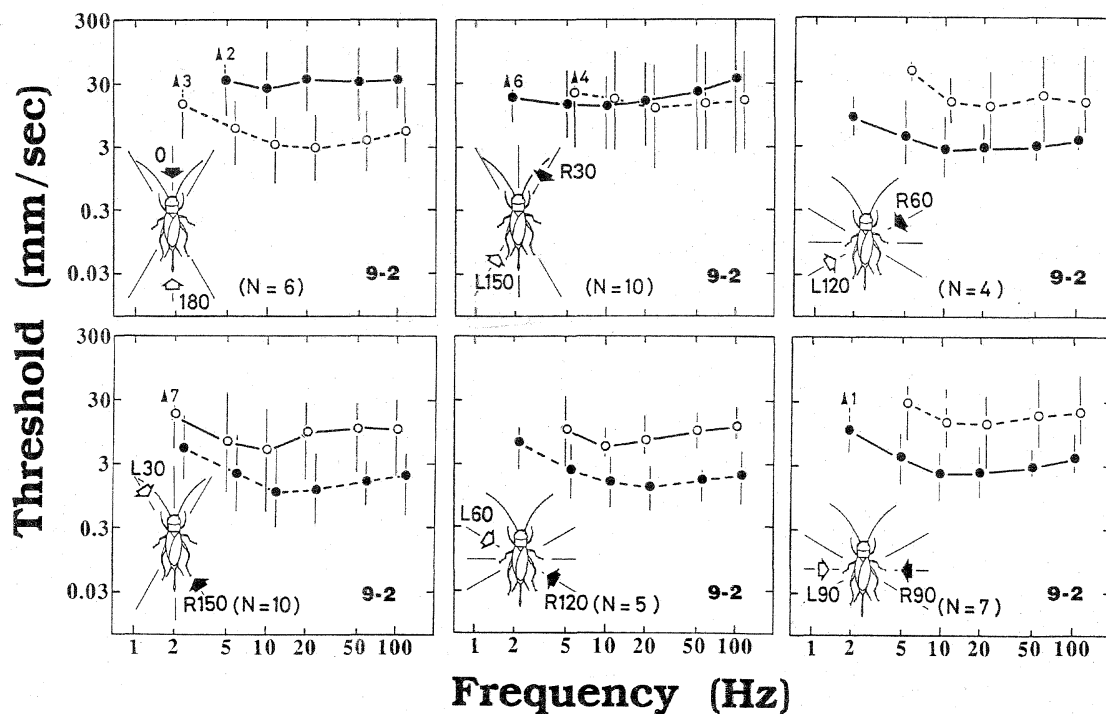 Threshold (mm/sec)
300
30
3
0.3
0.03
3
2
0
180
(N=6)
9-2
6
4
R30
L150
(N=10)
9-2
R60
L120
(N=4)
9-2
300
30
3
0.3
0.03
7
L30
R150 (N=10)
9-2
L60
R120 (N=5)
9-2
1
L90
R90
(N=7)
9-2
1 2 5 10 20 50 100
1 2 5 10 20 50 100
1 2 5 10 20 50 100
Frequency (Hz)